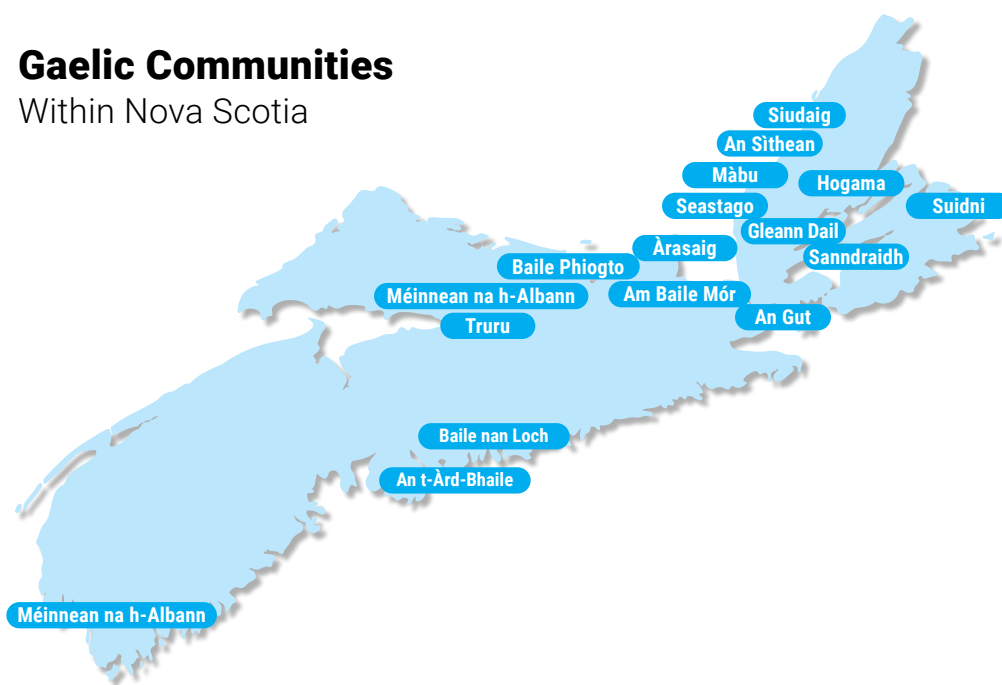 Gaelic Communities
Within Nova Scotia
Siudaig
An Sìthean
Màbu
Hogama
Seastago
Suidni
Gleann Dail
Àrasaig
Sanndraidh
Baile Phiogto
Méinnean na h-Albann
Am Baile Mór
An Gut
Truru
Baile nan Loch
An t-Àrd-Bhaile
Méinnean na h-Albann